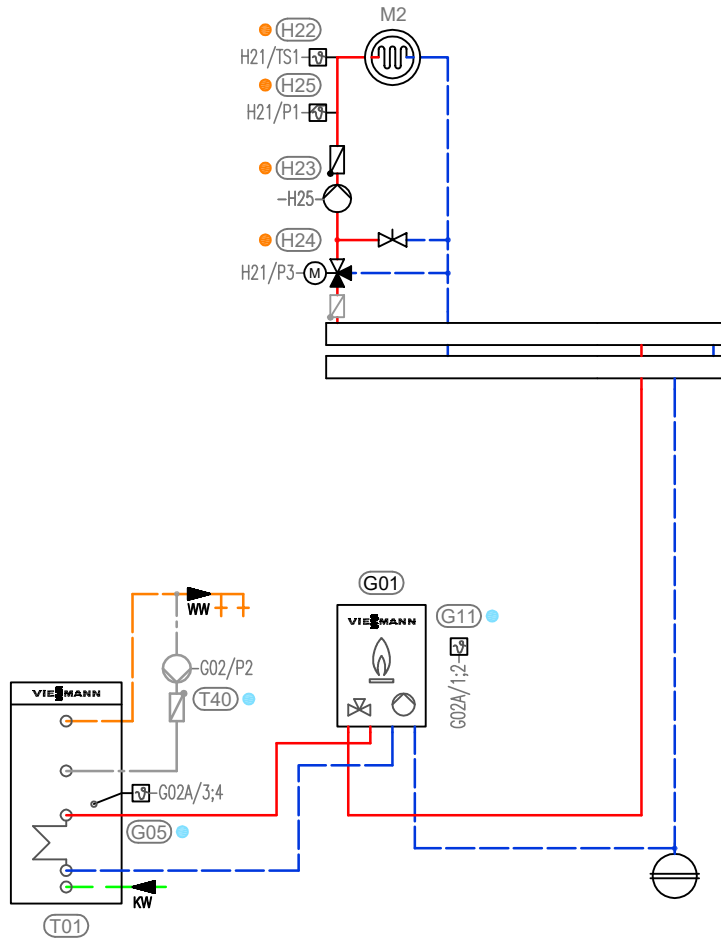 M2
H22
H21/TS1
H25
H21/P1
H23
-H25
H24
H21/P3
M
G01
VIESMANN
G11
G02A/1;2
WW
G02/P2
T40
VIESMANN
G02A/3;4
G05
KW
T01